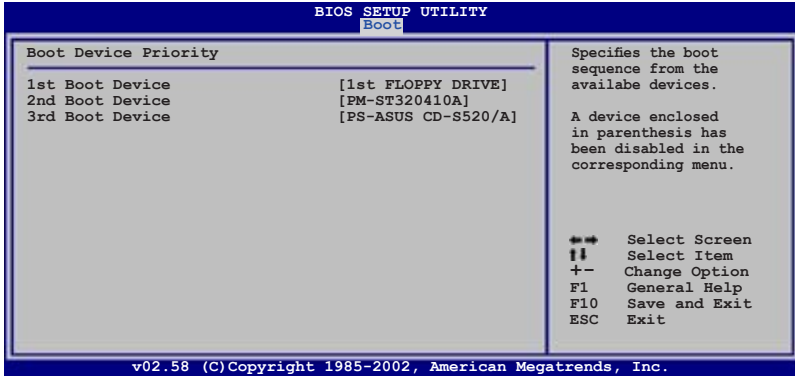 BIOS SETUP UTILITY
Boot
Boot Device Priority
1st Boot Device [1st FLOPPY DRIVE]
2nd Boot Device [PM-ST320410A]
3rd Boot Device [PS-ASUS CD-S520/A]
Specifies the boot
sequence from the
availabe devices.
A device enclosed
in parenthesis has
been disabled in the
corresponding menu.
←→ Select Screen
↑↓ Select Item
+- Change Option
F1 General Help
F10 Save and Exit
ESC Exit
v02.58 (C)Copyright 1985-2002, American Megatrends, Inc.